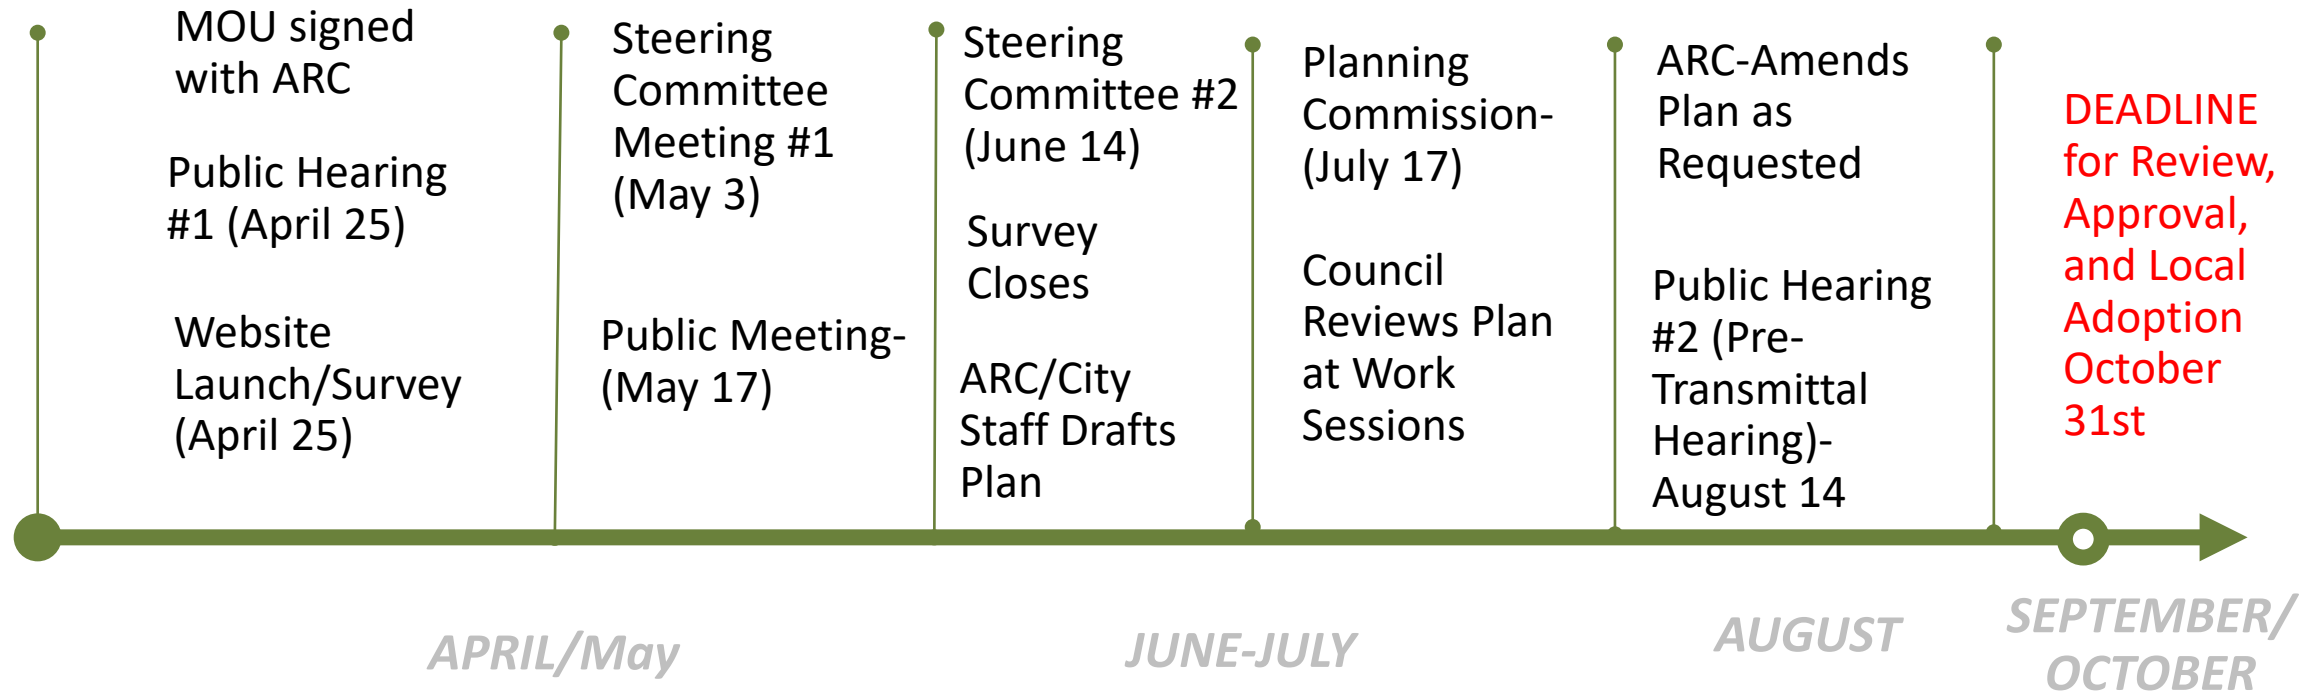 MOU signed
with ARC
Public Hearing
#1 (April 25)
Website
Launch/Survey
(April 25)
Steering
Committee
Meeting #1
(May 3)
Public Meeting-
(May 17)
Steering
Committee #2
(June 14)
Survey
Closes
ARC/City
Staff Drafts
Plan
Planning
Commission-
(July 17)
Council
Reviews Plan
at Work
Sessions
ARC-Amends
Plan as
Requested
Public Hearing
#2 (Pre-
Transmittal
Hearing)-
August 14
DEADLINE
for Review,
Approval,
and Local
Adoption
October
31st
APRIL/May
JUNE-JULY
AUGUST
SEPTEMBER/
OCTOBER